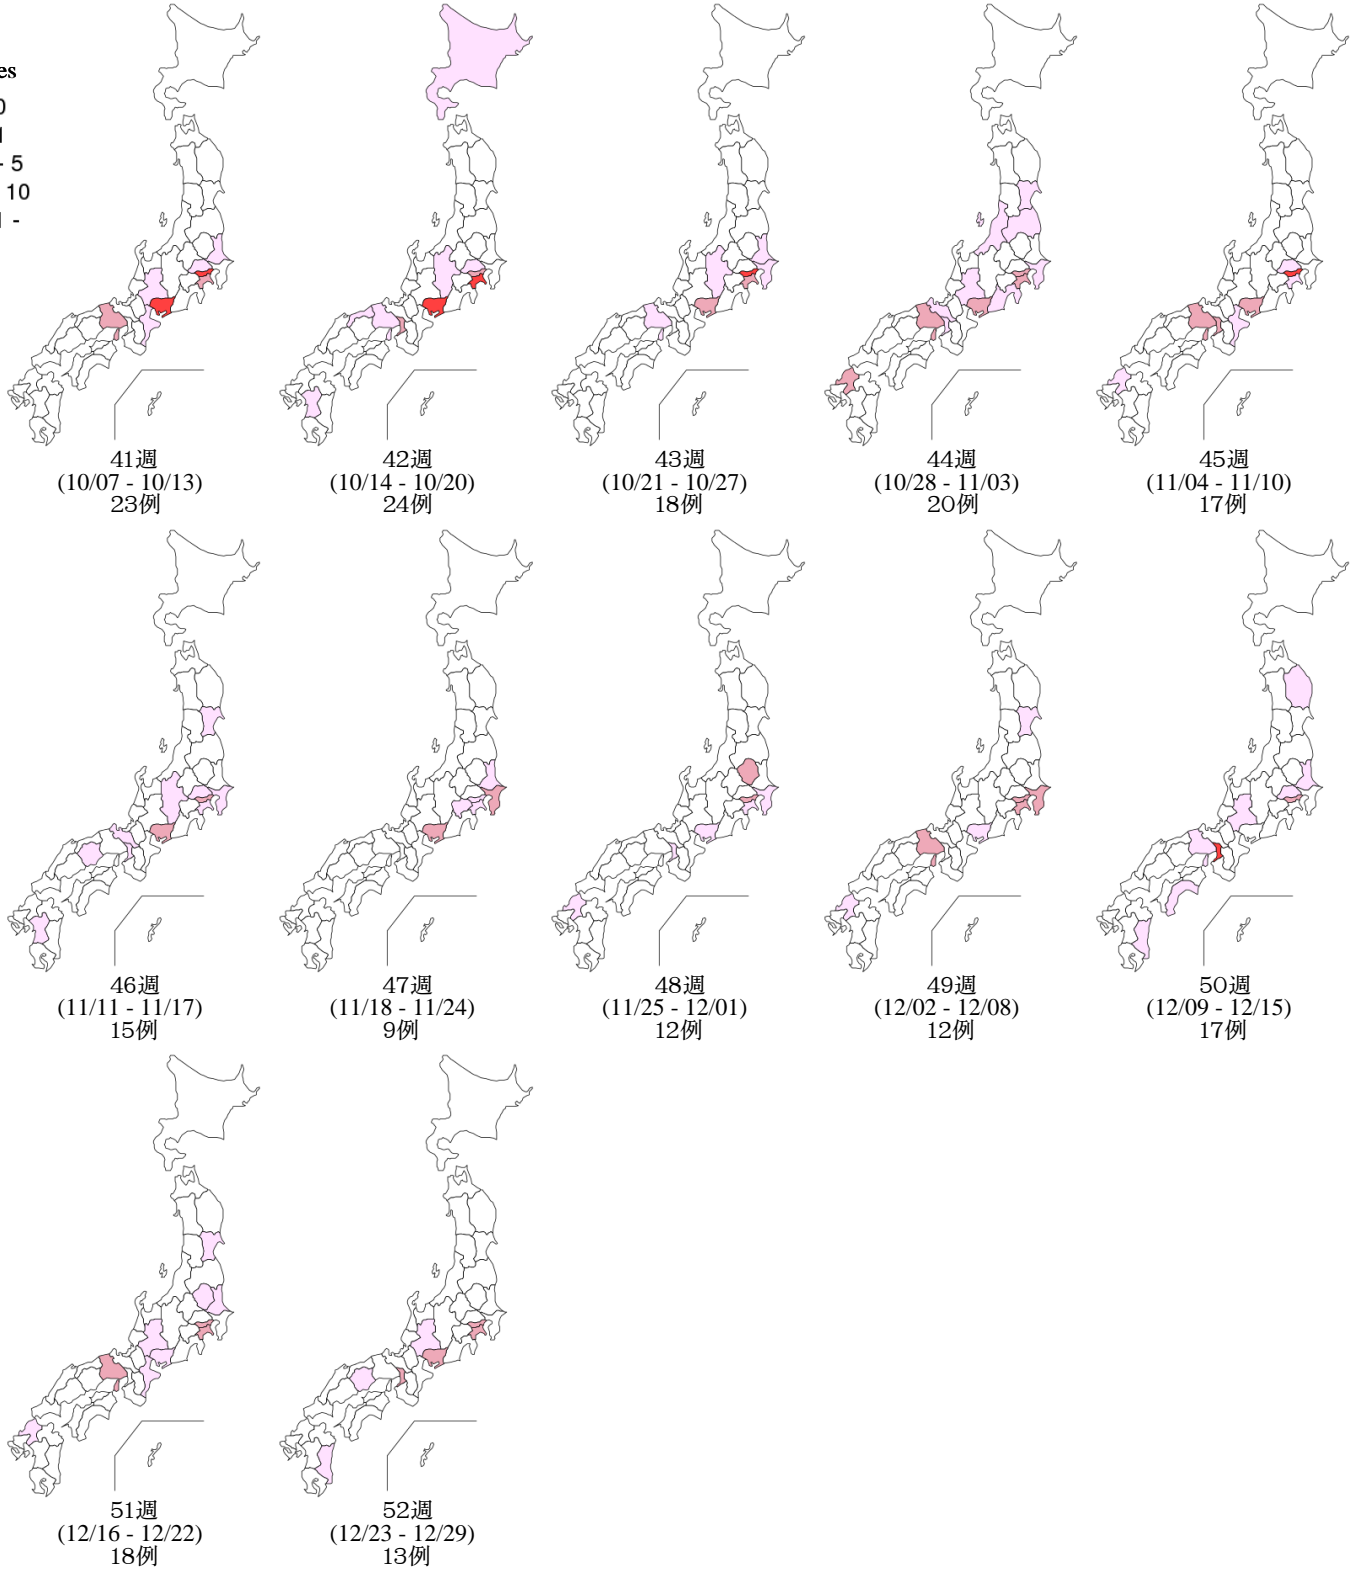 - 5
10
41週
(10/07 - 10/13)
23例
42週
(10/14 - 10/20)
24例
43週
(10/21 - 10/27)
18例
44週
(10/28 - 11/03)
20例
45週
(11/04 - 11/10)
17例
46週
(11/11 - 11/17)
15例
47週
(11/18 - 11/24)
9例
48週
(11/25 - 12/01)
12例
49週
(12/02 - 12/08)
12例
50週
(12/09 - 12/15)
17例
51週
(12/16 - 12/22)
18例
52週
(12/23 - 12/29)
13例